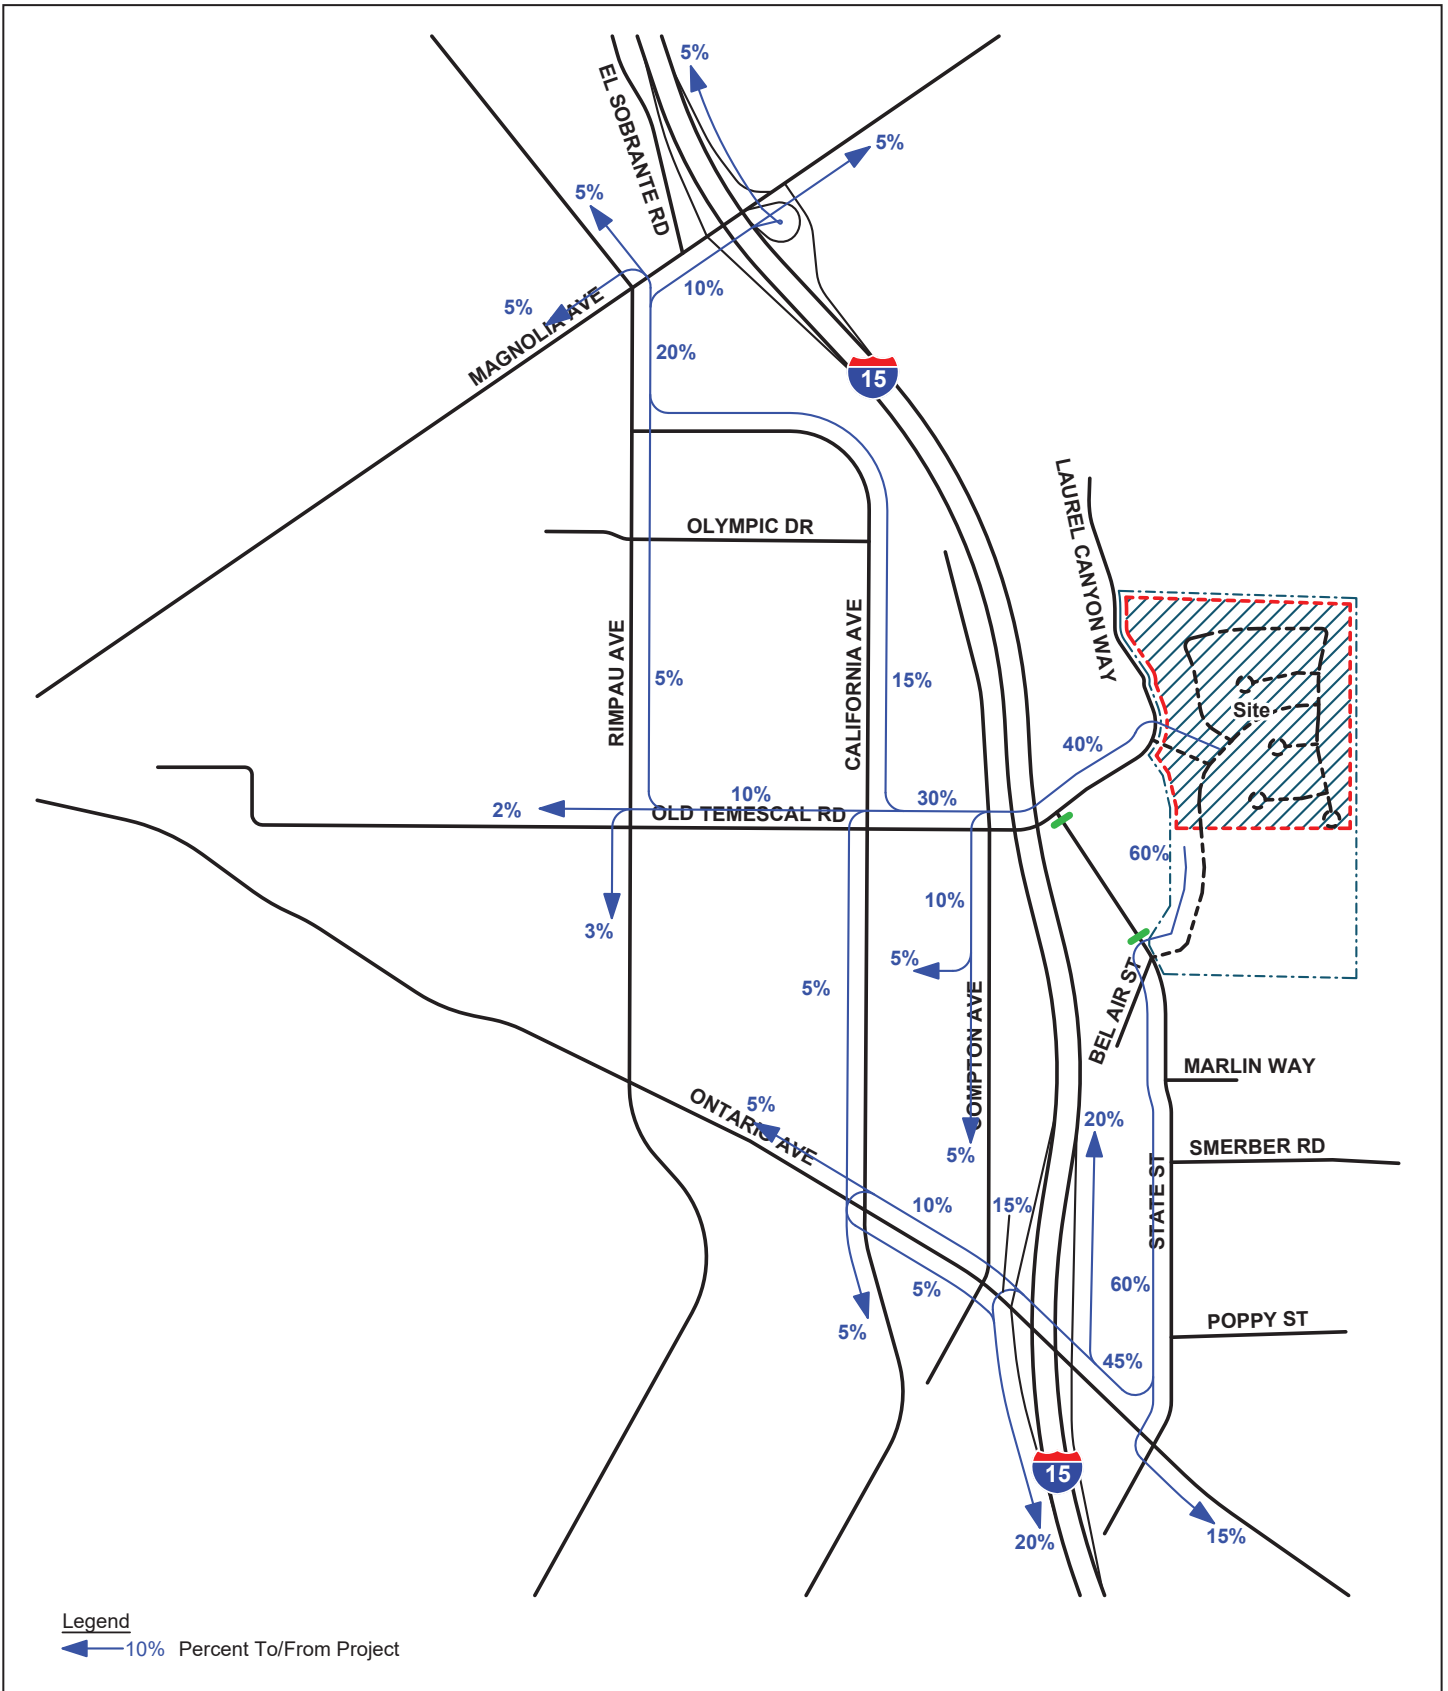 5%
EL SOBRANTE RD
5%
5%
10%
5%
MAGNOLIA AVE
20%
15
LAUREL CANYON WAY
OLYMPIC DR
RIMPAU AVE
CALIFORNIA AVE
5%
15%
Site
40%
10%
30%
2%
OLD TEMESCAL RD
60%
10%
3%
5%
5%
COMPTON AVE
BEL AIR ST
MARLIN WAY
ONTARIO AVE
5%
20%
SMERBER RD
5%
STATE ST
10%
15%
60%
5%
POPPY ST
5%
45%
15
20%
15%
Legend
10% Percent To/From Project